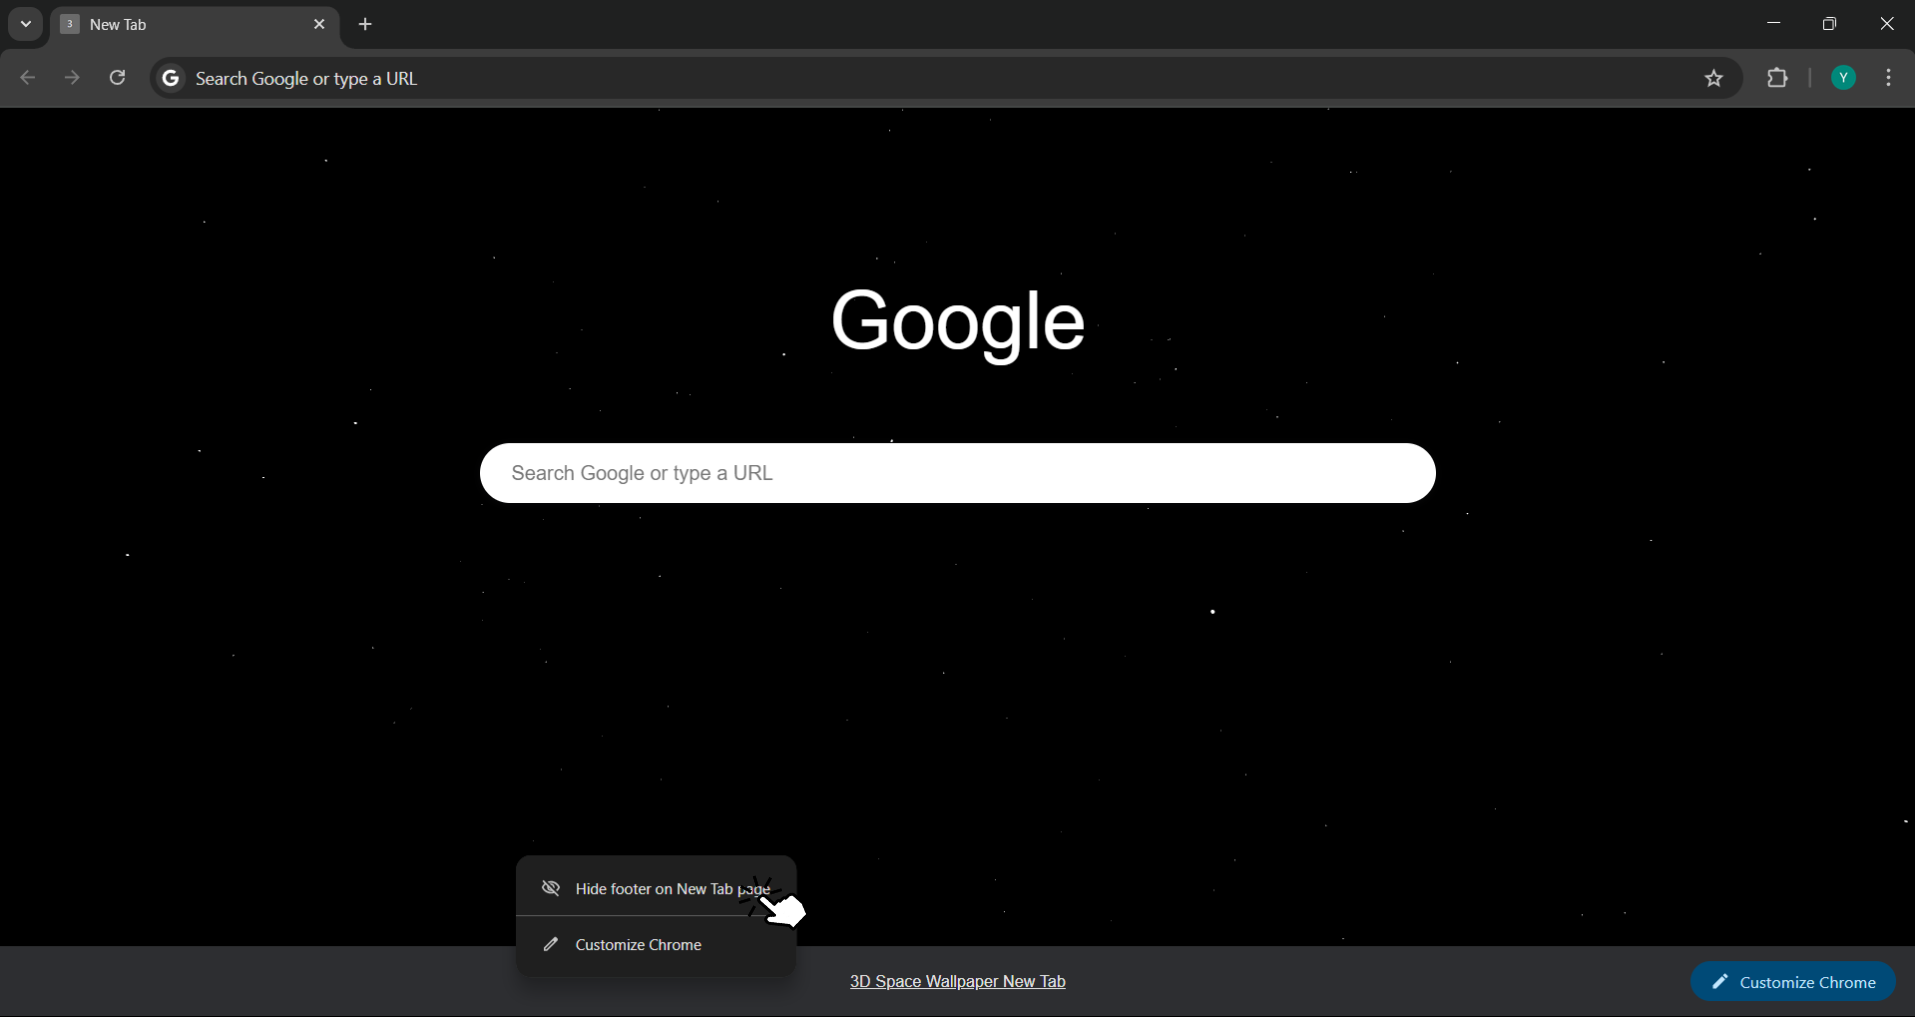 3 New Tab
Search Google or type a URL
Y
Google
Search Google or type a URL
Hide footer on New Tab page
Customize Chrome
3D Space Wallpaper New Tab
Customize Chrome